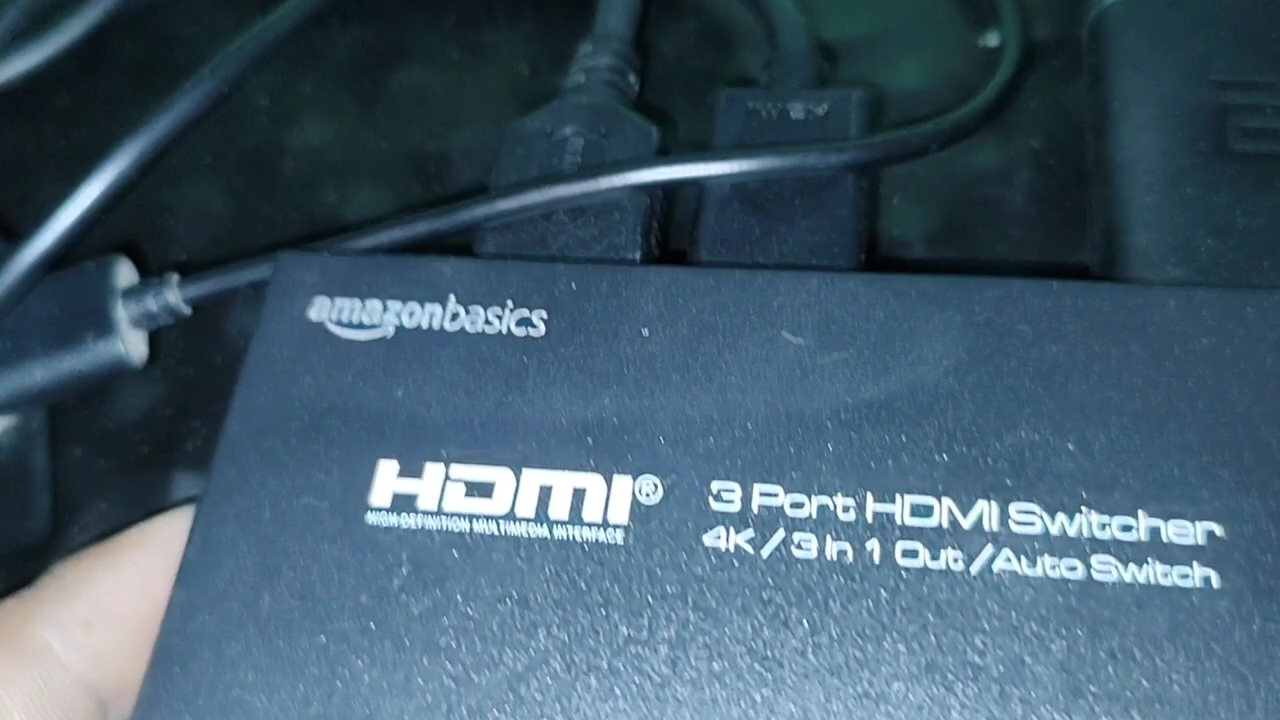 amazonbasics
HDMI®
HIGH-DEFINITION MULTIMEDIA INTERFACE
3 Port HDMI Switcher
4K/3 In 1 Out/Auto Switch